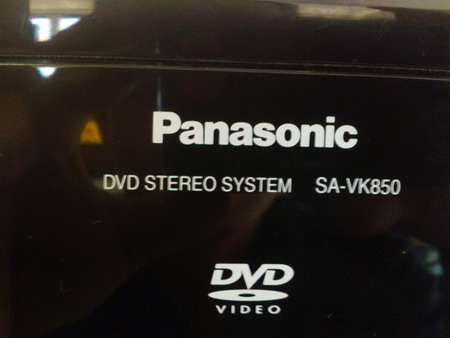 Panasonic
DVD STEREO SYSTEM SA-VK850
DVD
VIDEO